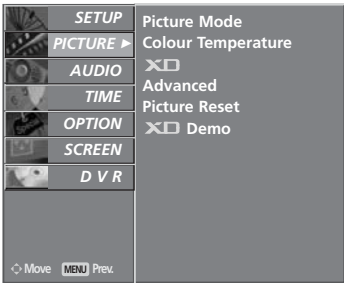 SETUP
PICTURE ►
AUDIO
TIME
OPTION
SCREEN
D V R
Picture Mode
Colour Temperature
XD
Advanced
Picture Reset
XD Demo
Move MENU Prev.